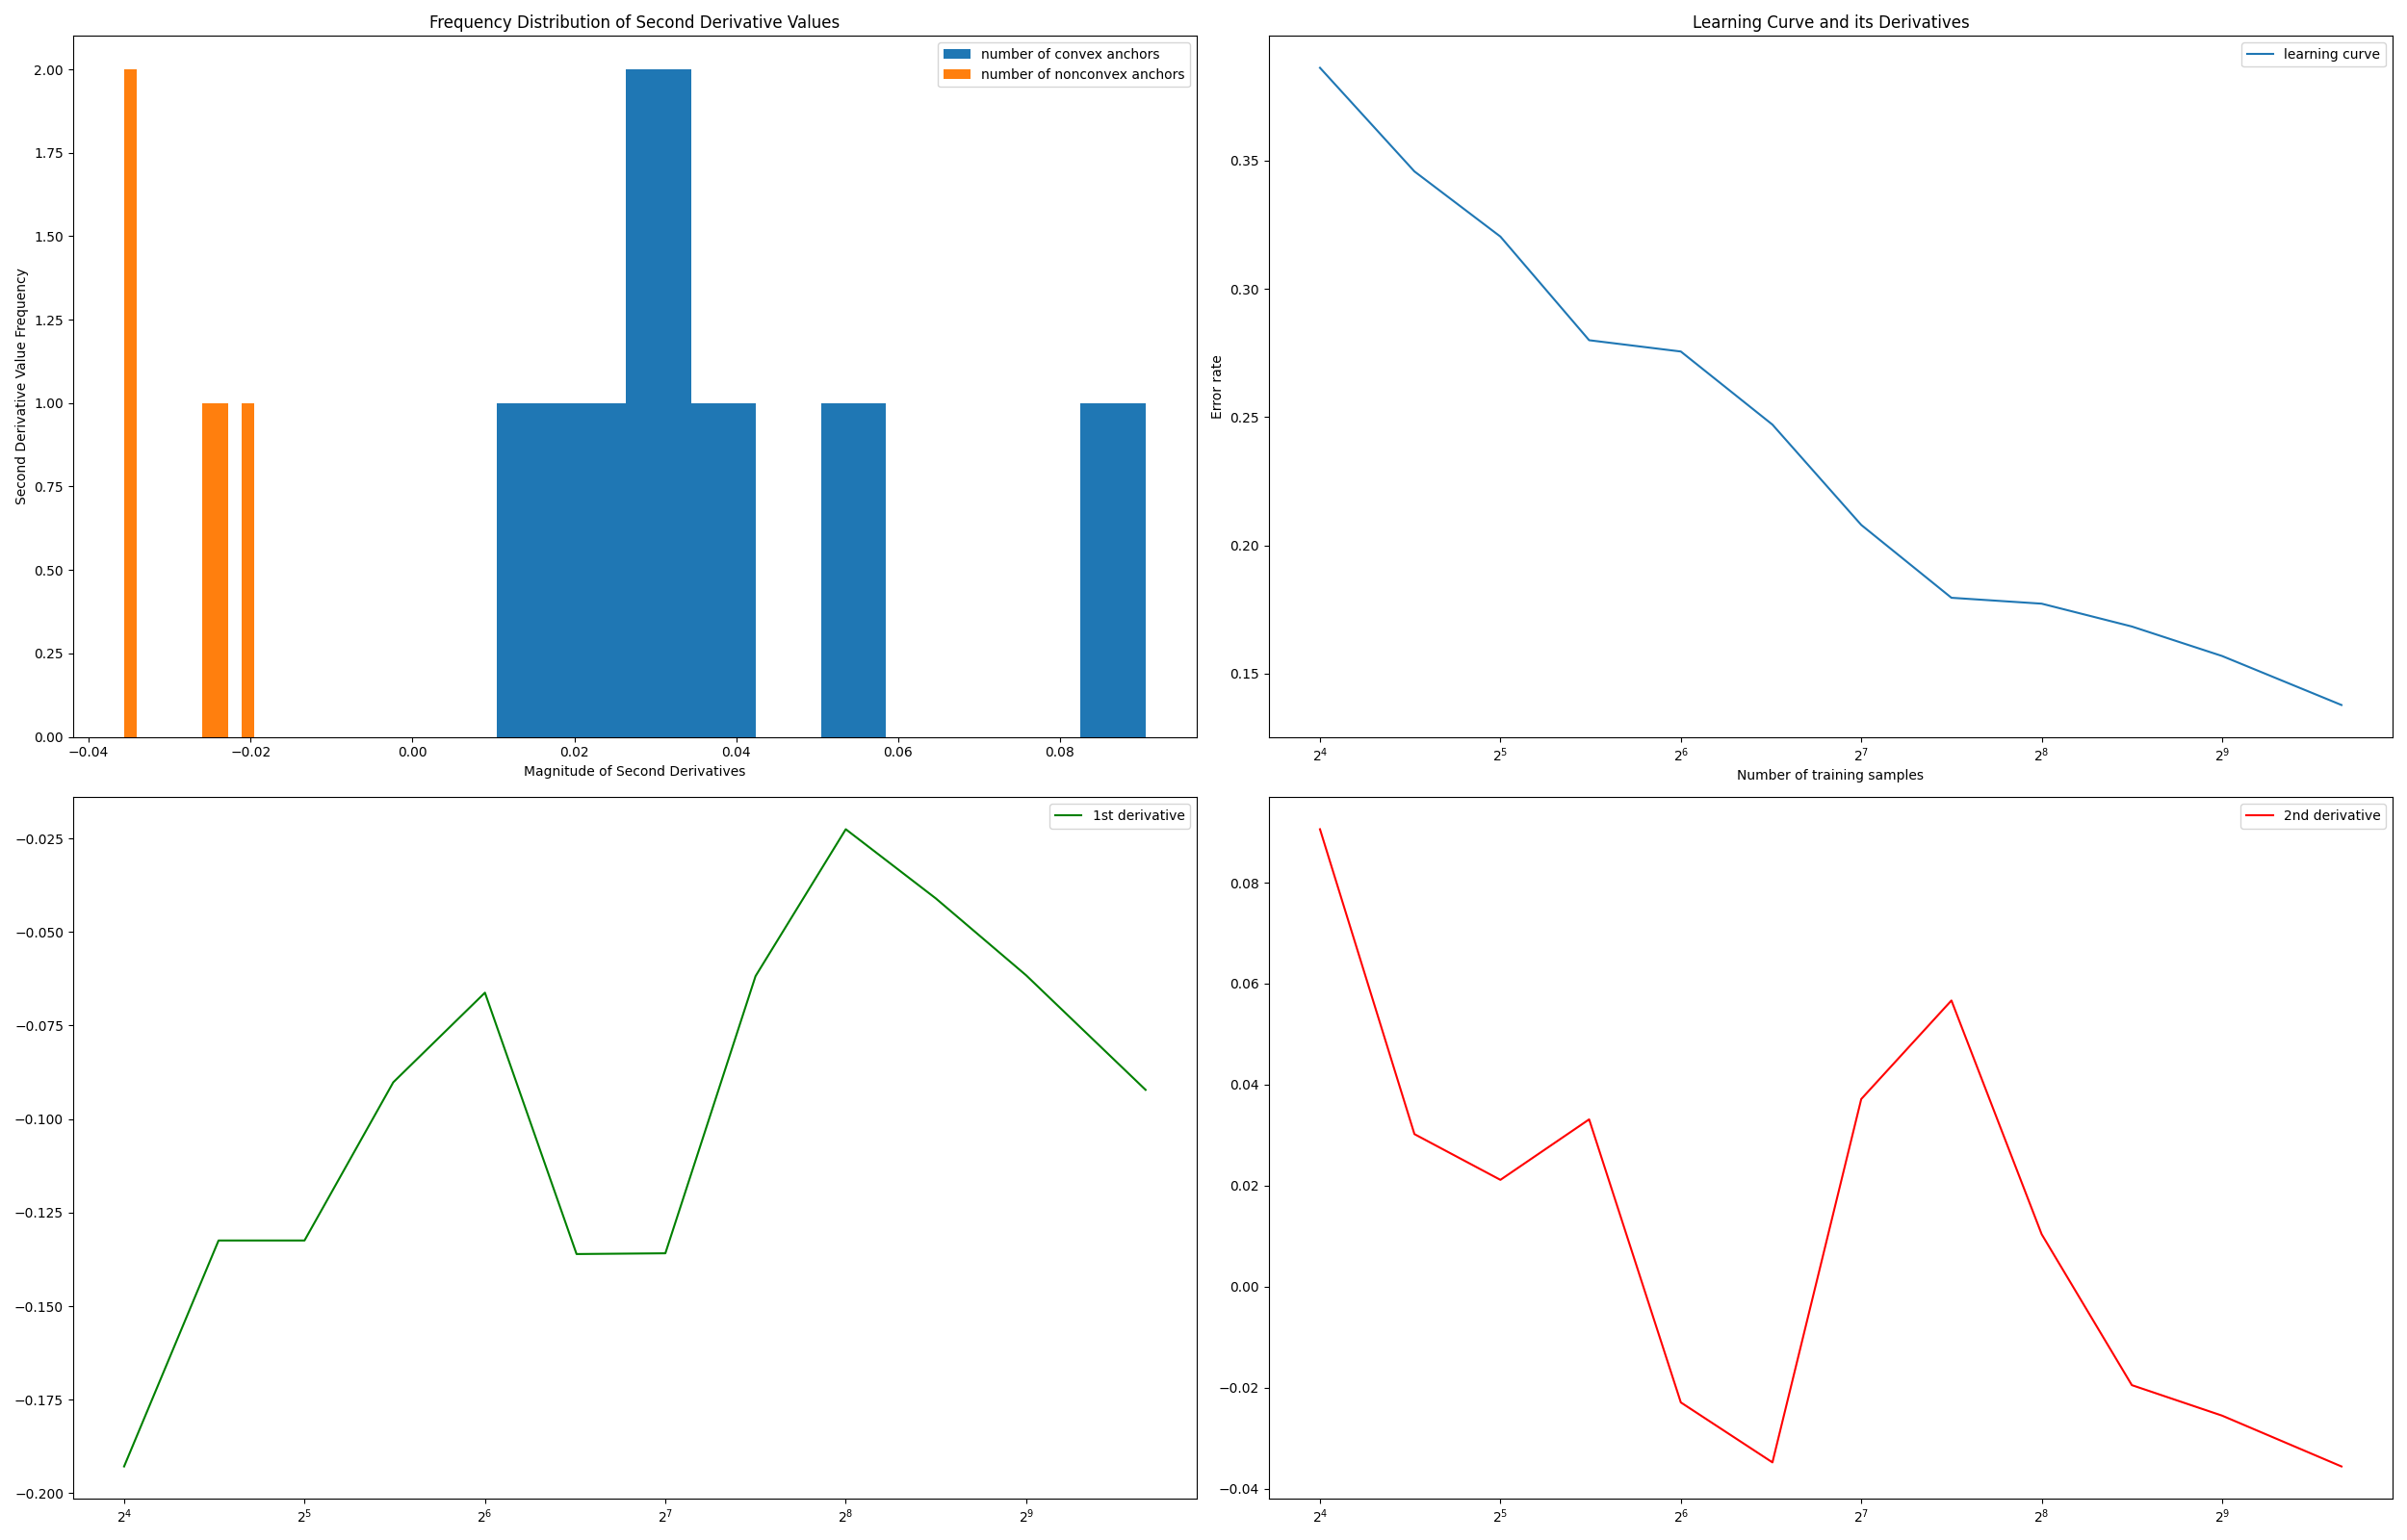 Frequency Distribution of Second Derivative Values
number of convex anchors
number of nonconvex anchors
Second Derivative Value Frequency
2.00
1.75
1.50
1.25
1.00
0.75
0.50
0.25
0.00
−0.04 −0.02 0.00 0.02 0.04 0.06 0.08
Magnitude of Second Derivatives
Learning Curve and its Derivatives
learning curve
Error rate
0.35
0.30
0.25
0.20
0.15
2⁴ 2⁵ 2⁶ 2⁷ 2⁸ 2⁹
Number of training samples
1st derivative
−0.025
−0.050
−0.075
−0.100
−0.125
−0.150
−0.175
−0.200
2⁴ 2⁵ 2⁶ 2⁷ 2⁸ 2⁹
2nd derivative
0.08
0.06
0.04
0.02
0.00
−0.02
−0.04
2⁴ 2⁵ 2⁶ 2⁷ 2⁸ 2⁹